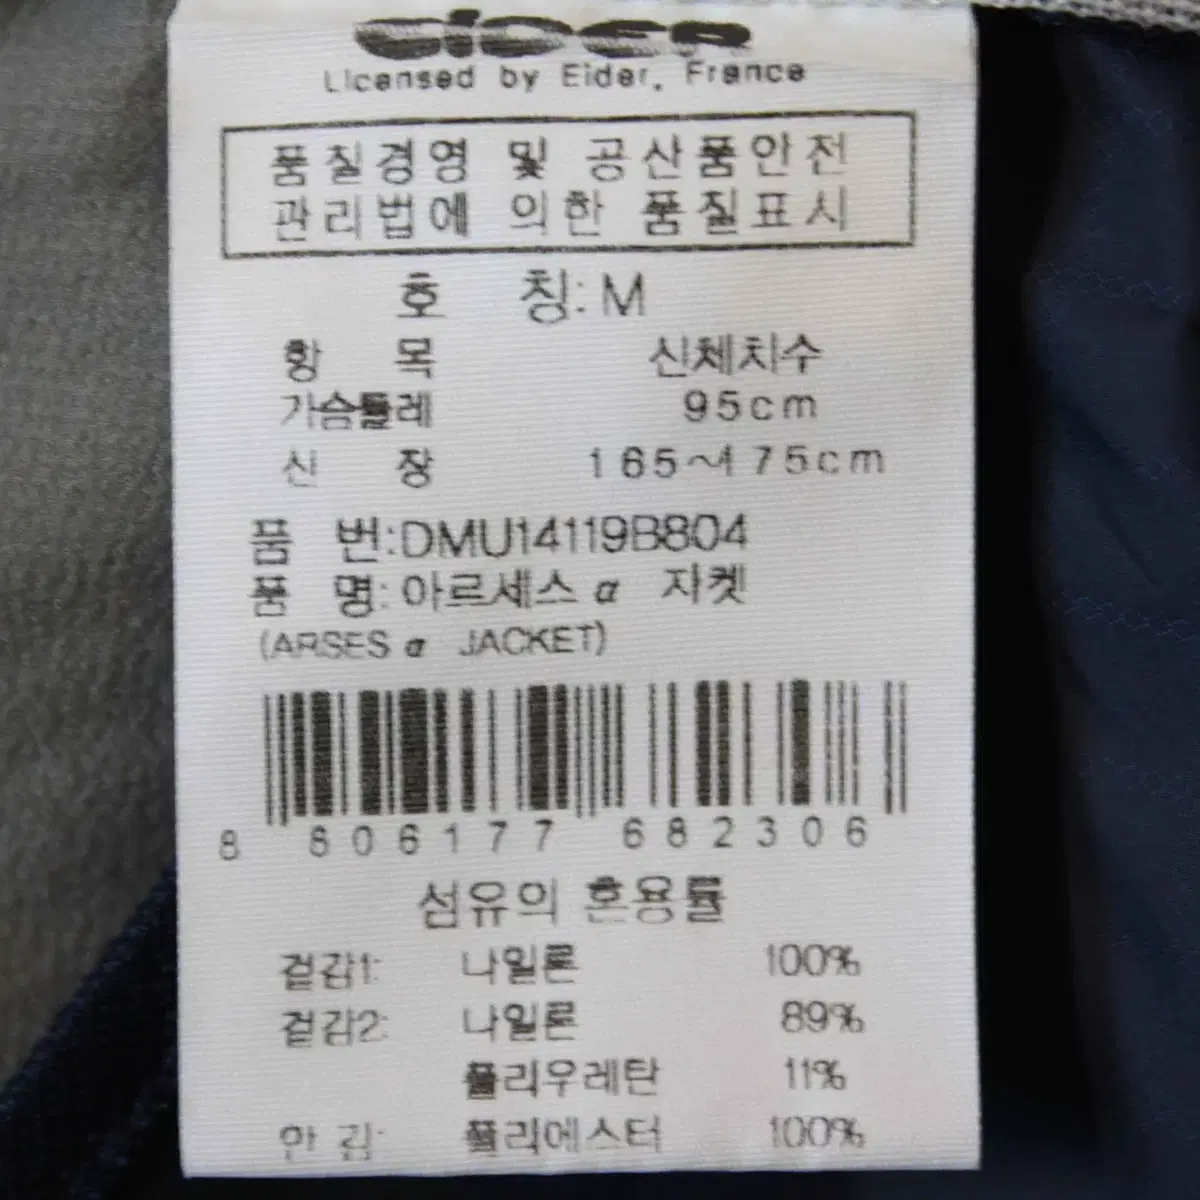 eider
Licensed by Eider, France
품질경영 및 공산품안전
관리법에 의한 품질표시
호 칭: M
항 목 신체치수
가슴둘레 95cm
신 장 165~175cm
품 번:DMU14119B804
품 명: 아르세스 α 자켓
(ARSES α JACKET)
8 806177 682306
섬유의 혼용률
겉감1: 나일론 100%
겉감2: 나일론 89%
폴리우레탄 11%
안 감: 폴리에스터 100%